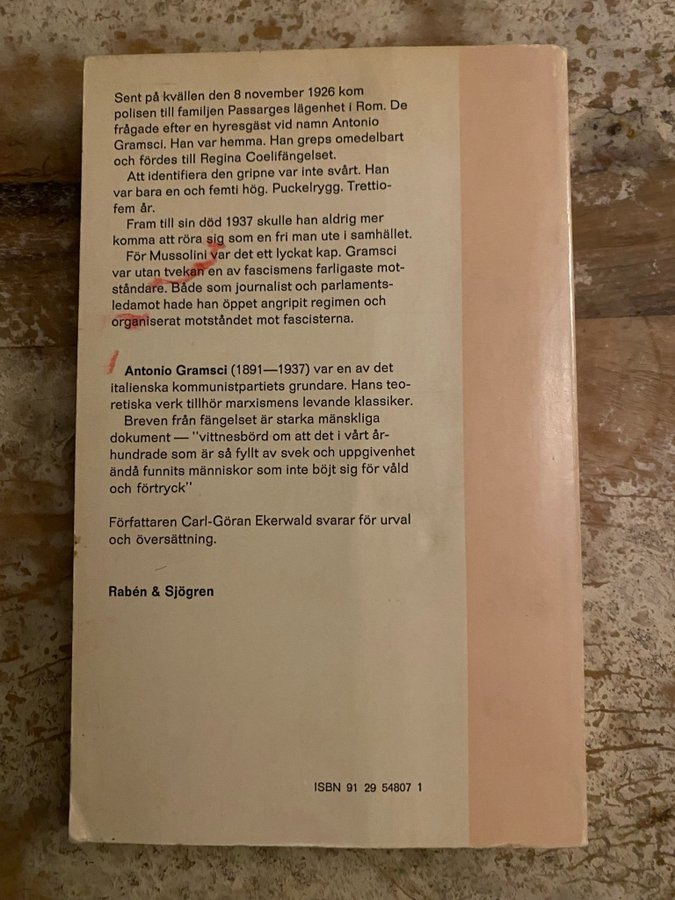 Sent på kvällen den 8 november 1926 kom
polisen till familjen Passarges lägenhet i Rom. De
frågade efter en hyresgäst vid namn Antonio
Gramsci. Han var hemma. Han greps omedelbart
och fördes till Regina Coelifängelset.
Att identifiera den gripne var inte svårt. Han
var bara en och femti hög. Puckelrygg. Trettio-
fem år.
Fram till sin död 1937 skulle han aldrig mer
komma att röra sig som en fri man ute i samhället.
För Mussolini var det ett lyckat kap. Gramsci
var utan tvekan en av fascismens farligaste mot-
ståndare. Både som journalist och parlaments-
ledamot hade han öppet angripit regimen och
organiserat motståndet mot fascisterna.
Antonio Gramsci (1891—1937) var en av det
italienska kommunistpartiets grundare. Hans teo-
retiska verk tillhör marxismens levande klassiker.
Breven från fängelset är starka mänskliga
dokument — "vittnesbörd om att det i vårt år-
hundrade som är så fyllt av svek och uppgivenhet
ändå funnits människor som inte böjt sig för våld
och förtryck"
Författaren Carl-Göran Ekerwald svarar för urval
och översättning.
Rabén & Sjögren
ISBN 91 29 54807 1